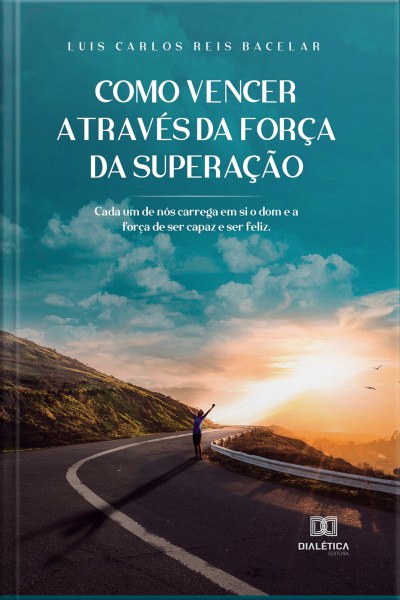 LUIS CARLOS REIS BACELAR
COMO VENCER
ATRAVÉS DA FORÇA
DA SUPERAÇÃO
Cada um de nós carrega em si o dom e a
força de ser capaz e ser feliz.
DIALÉTICA
EDITORA